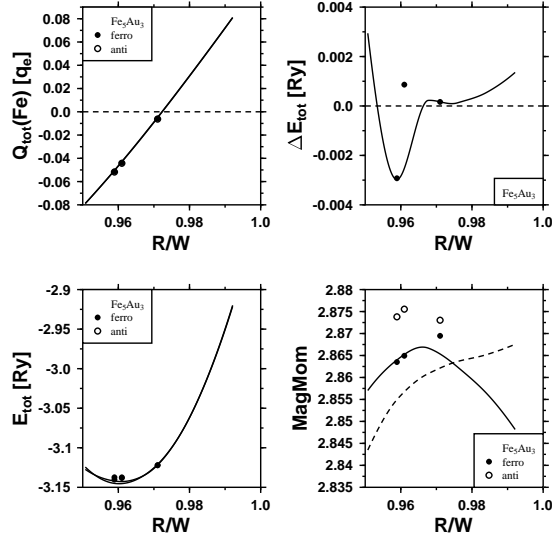 Q_tot(Fe) [q_e]
0.08
0.06
0.04
0.02
0.0
-0.02
-0.04
-0.06
-0.08
Fe₅Au₃
ferro
anti
0.96 0.98 1.0
R/W
ΔE_tot [Ry]
0.004
0.002
0.0
-0.002
-0.004
Fe₅Au₃
0.96 0.98 1.0
R/W
E_tot [Ry]
-2.9
-2.95
-3.0
-3.05
-3.1
-3.15
Fe₅Au₃
ferro
anti
0.96 0.98 1.0
R/W
MagMom
2.88
2.875
2.87
2.865
2.86
2.855
2.85
2.845
2.84
2.835
Fe₅Au₃
ferro
anti
0.96 0.98 1.0
R/W